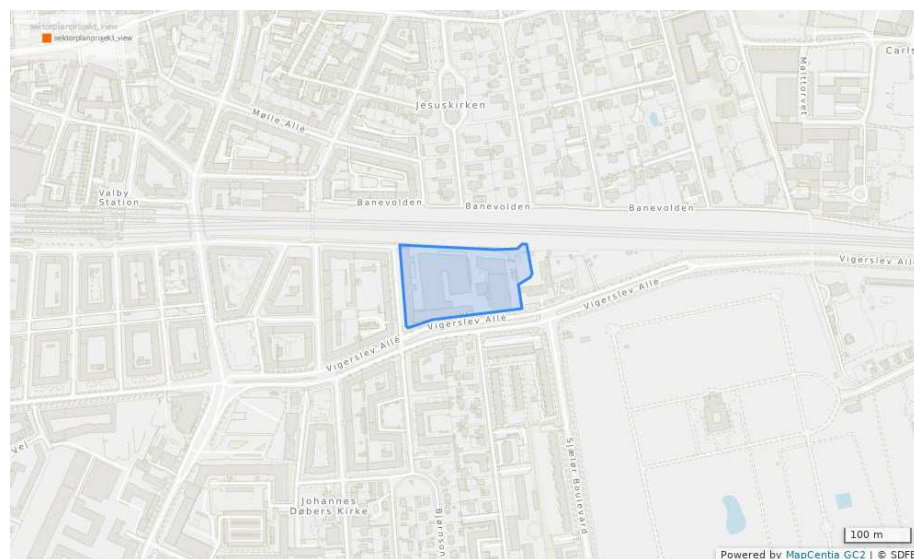 sektorplanprojekt_view
sektorplanprojekt_view
Carls
Malttorvet
Jesuskirken
Mølle Allé
Valby
Station
Banevolden
Banevolden
Banevolden
Vigerslev Allé
Vigerslev Allé
Vigerslev Allé
Vigerslev Allé
Vej
Sjælør Boulevard
Johannes
Døbers Kirke
Bjørnson
100 m
Powered by MapCentia GC2 | © SDFE